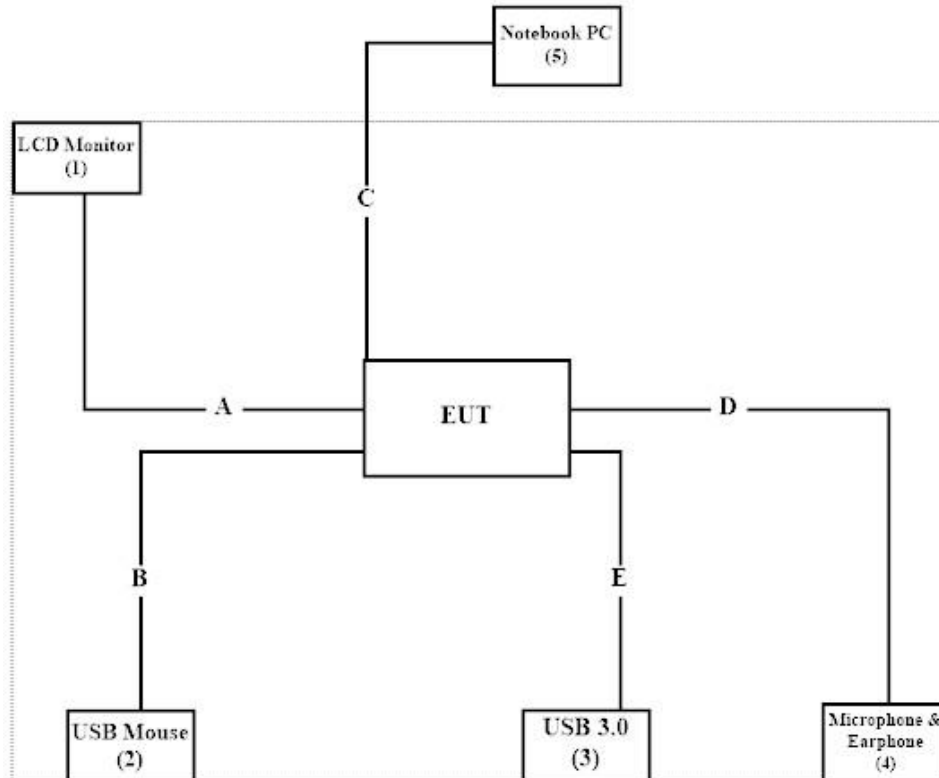 Notebook PC
(5)
LCD Monitor
(1)
C
A
EUT
D
B
E
USB Mouse
(2)
USB 3.0
(3)
Microphone &
Earphone
(4)